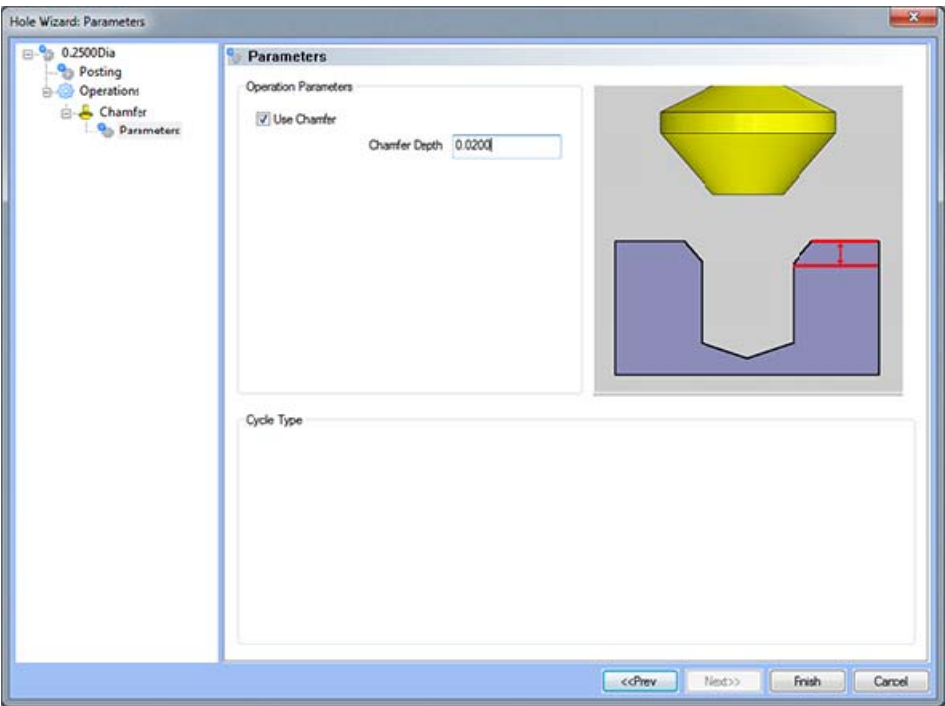 Hole Wizard: Parameters
0.2500Dia
Posting
Operations
Chamfer
Parameters
Parameters
Operation Parameters
Use Chamfer
Chamfer Depth 0.0200
Cycle Type
<<Prev Next>> Finish Cancel